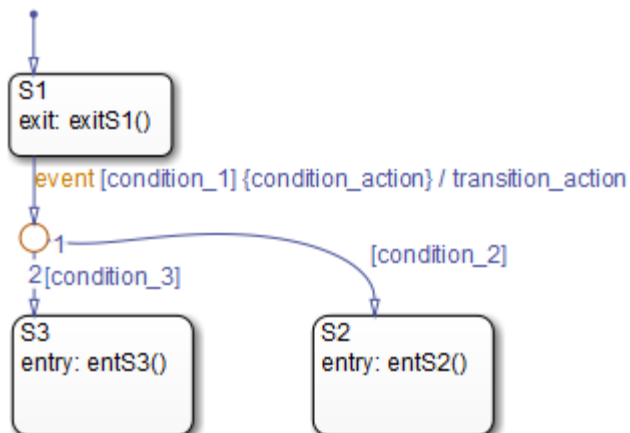 S1
exit: exitS1()
event [condition_1] {condition_action} / transition_action
1
[condition_2]
2 [condition_3]
S3
entry: entS3()
S2
entry: entS2()